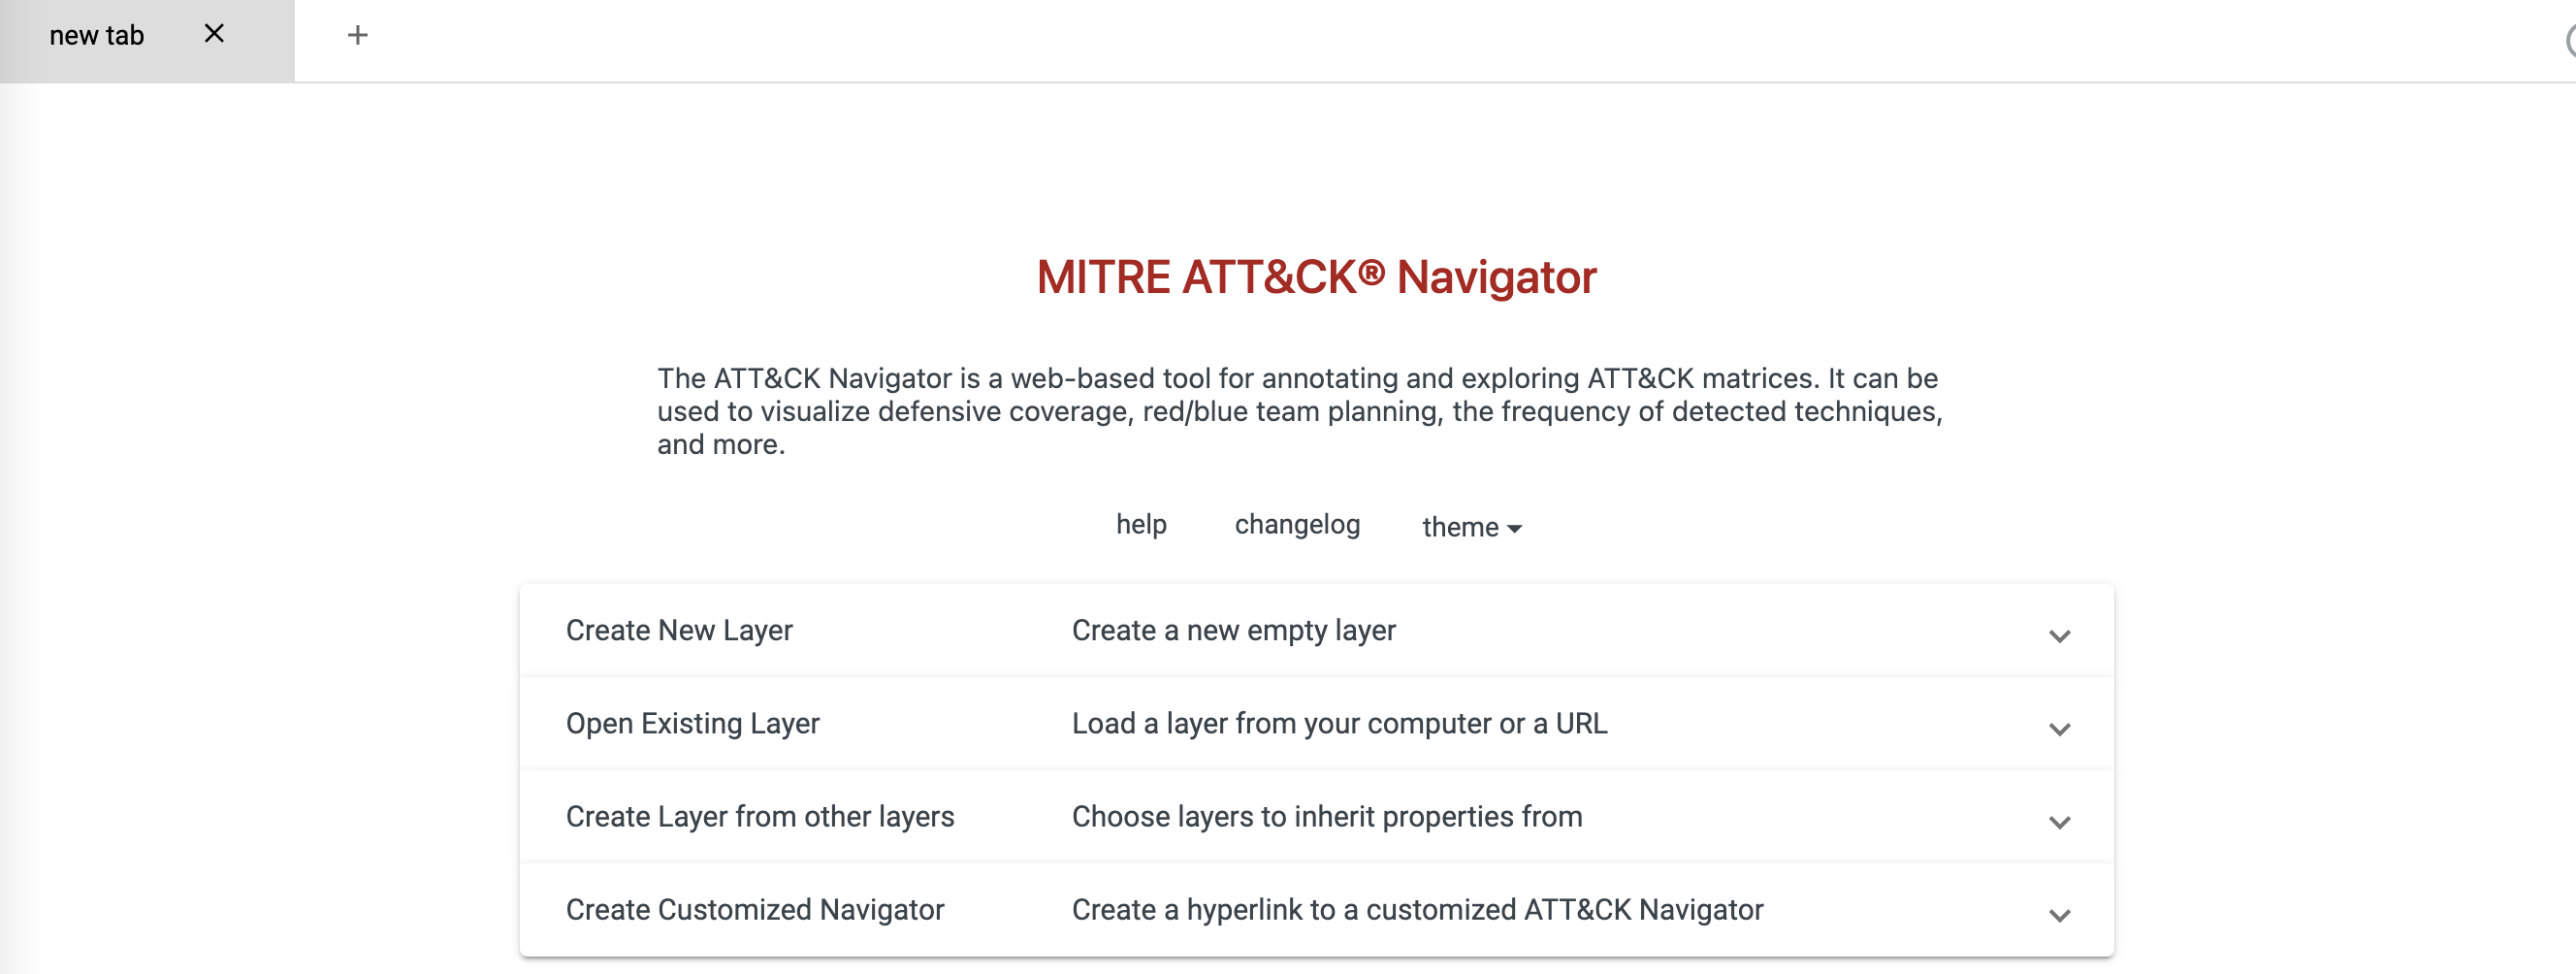 new tab
MITRE ATT&CK® Navigator
The ATT&CK Navigator is a web-based tool for annotating and exploring ATT&CK matrices. It can be
used to visualize defensive coverage, red/blue team planning, the frequency of detected techniques,
and more.
help changelog theme
Create New Layer Create a new empty layer
Open Existing Layer Load a layer from your computer or a URL
Create Layer from other layers Choose layers to inherit properties from
Create Customized Navigator Create a hyperlink to a customized ATT&CK Navigator